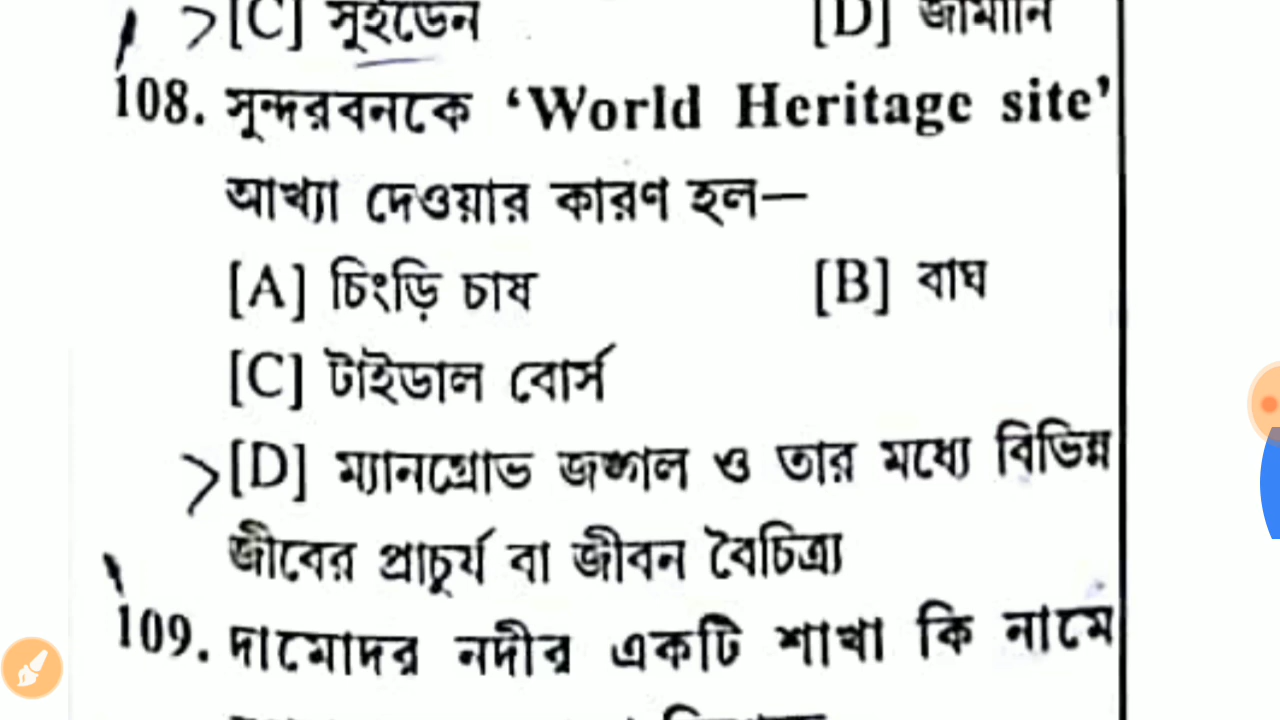 [C] সুইডেন [D] জার্মানি
108. সুন্দরবনকে ‘World Heritage site’
আখ্যা দেওয়ার কারণ হল—
[A] চিংড়ি চাষ [B] বাঘ
[C] টাইডাল বোর্স
[D] ম্যানগ্রোভ জঙ্গল ও তার মধ্যে বিভিন্ন
জীবের প্রাচুর্য বা জীবন বৈচিত্র্য
109. দামোদর নদীর একটি শাখা কি নামে